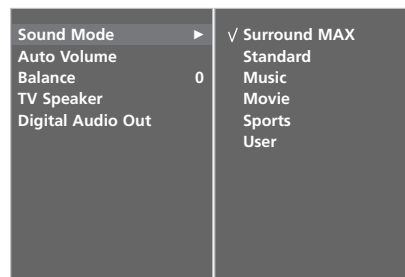 Sound Mode ►
Auto Volume
Balance 0
TV Speaker
Digital Audio Out
√ Surround MAX
Standard
Music
Movie
Sports
User